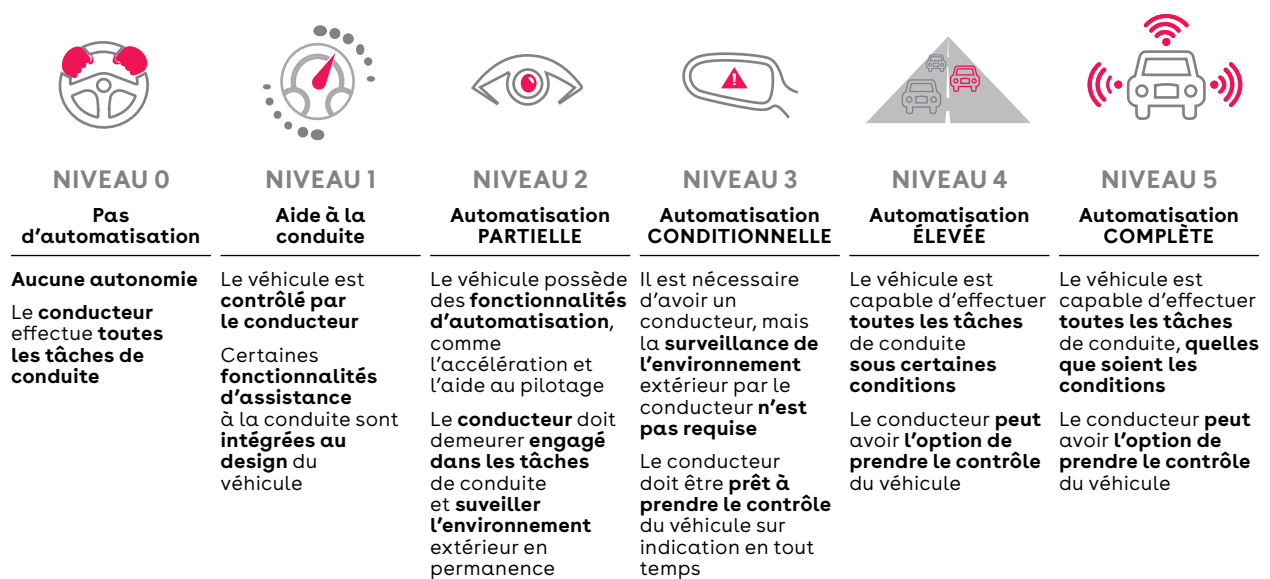 NIVEAU 0
Pas
d'automatisation
Aucune autonomie
Le conducteur
effectue toutes
les tâches de
conduite
NIVEAU 1
Aide à la
conduite
Le véhicule est
contrôlé par
le conducteur
Certaines
fonctionnalités
d'assistance
à la conduite sont
intégrées au
design du
véhicule
NIVEAU 2
Automatisation
PARTIELLE
Le véhicule possède
des fonctionnalités
d'automatisation,
comme
l'accélération et
l'aide au pilotage
Le conducteur doit
demeurer engagé
dans les tâches
de conduite
et suveiller
l'environnement
extérieur en
permanence
NIVEAU 3
Automatisation
CONDITIONNELLE
Il est nécessaire
d'avoir un
conducteur, mais
la surveillance de
l'environnement
extérieur par le
conducteur n'est
pas requise
Le conducteur
doit être prêt à
prendre le contrôle
du véhicule sur
indication en tout
temps
NIVEAU 4
Automatisation
ÉLEVÉE
Le véhicule est
capable d'effectuer
toutes les tâches
de conduite
sous certaines
conditions
Le conducteur peut
avoir l'option de
prendre le contrôle
du véhicule
NIVEAU 5
Automatisation
COMPLÈTE
Le véhicule est
capable d'effectuer
toutes les tâches
de conduite, quelles
que soient les
conditions
Le conducteur peut
avoir l'option de
prendre le contrôle
du véhicule